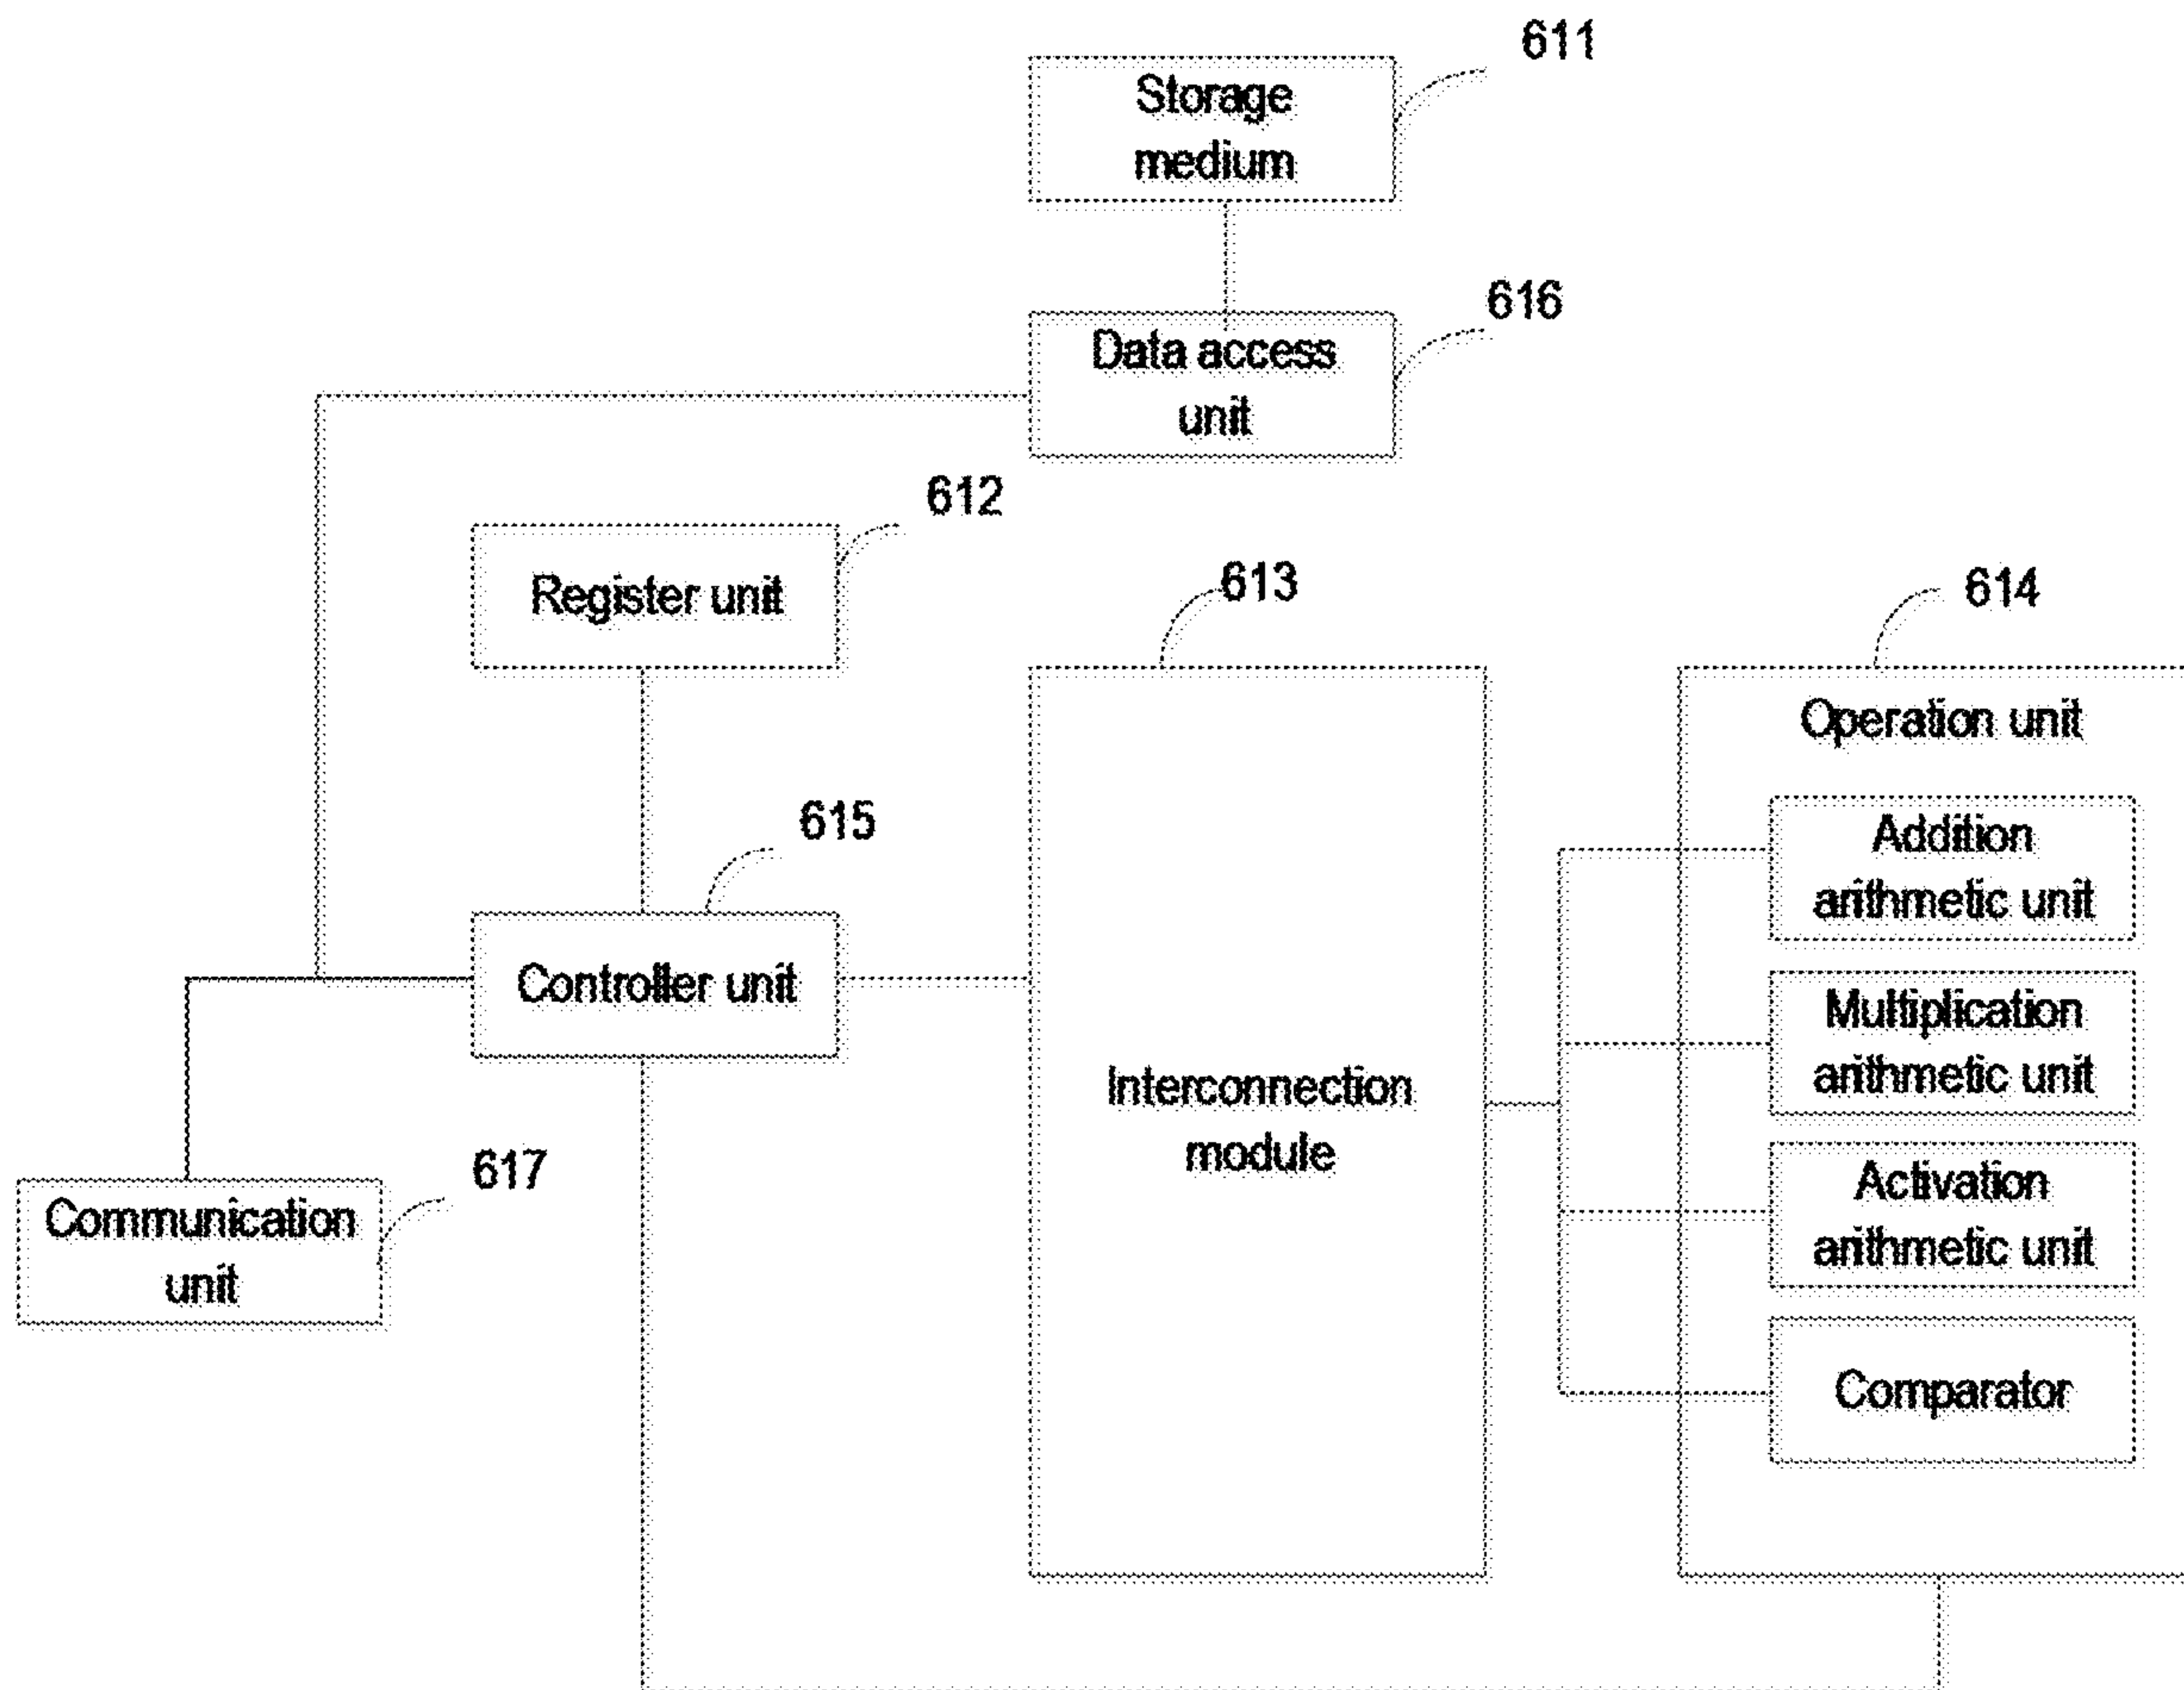 611
Storage
medium
616
Data access
unit
612
Register unit
613
614
Operation unit
615
Addition
arithmetic unit
Controller unit
Multiplication
arithmetic unit
Interconnection
module
617
Communication
unit
Activation
arithmetic unit
Comparator